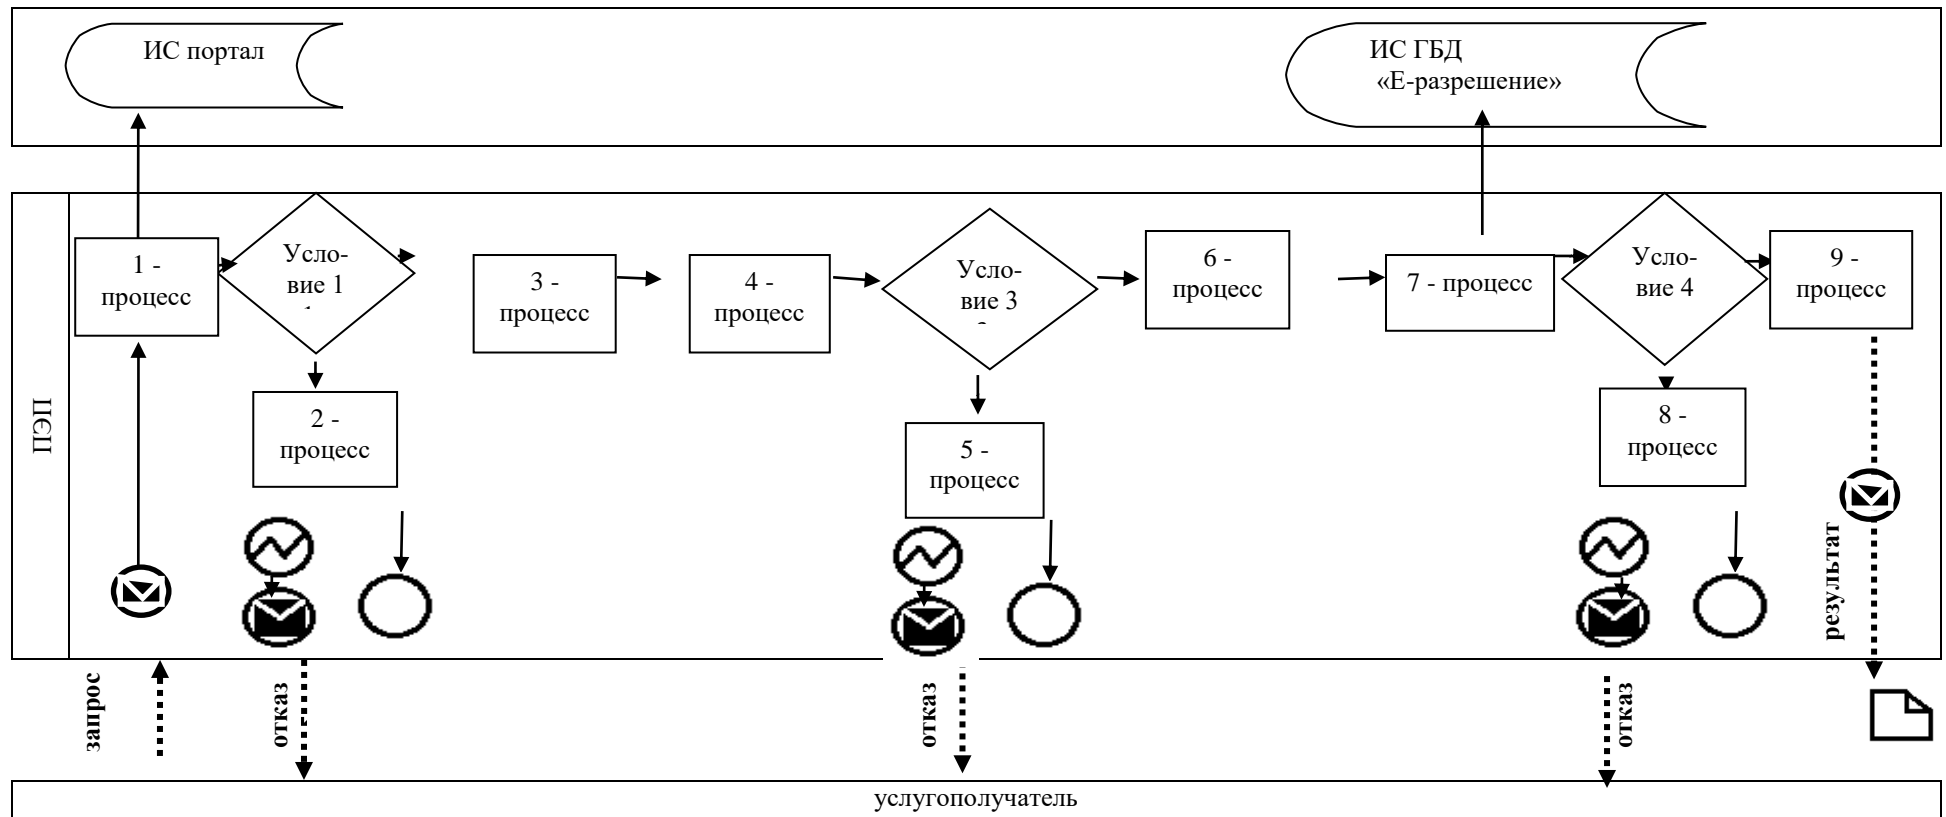 ИС портал
ИС ГБД
«Е-разрешение»
ПЭП
1 -
процесс
Усло-
вие 1
2 -
процесс
3 -
процесс
4 -
процесс
Усло-
вие 3
5 -
процесс
6 -
процесс
7 - процесс
Усло-
вие 4
8 -
процесс
9 -
процесс
результат
запрос
отказ
отказ
отказ
услугополучатель